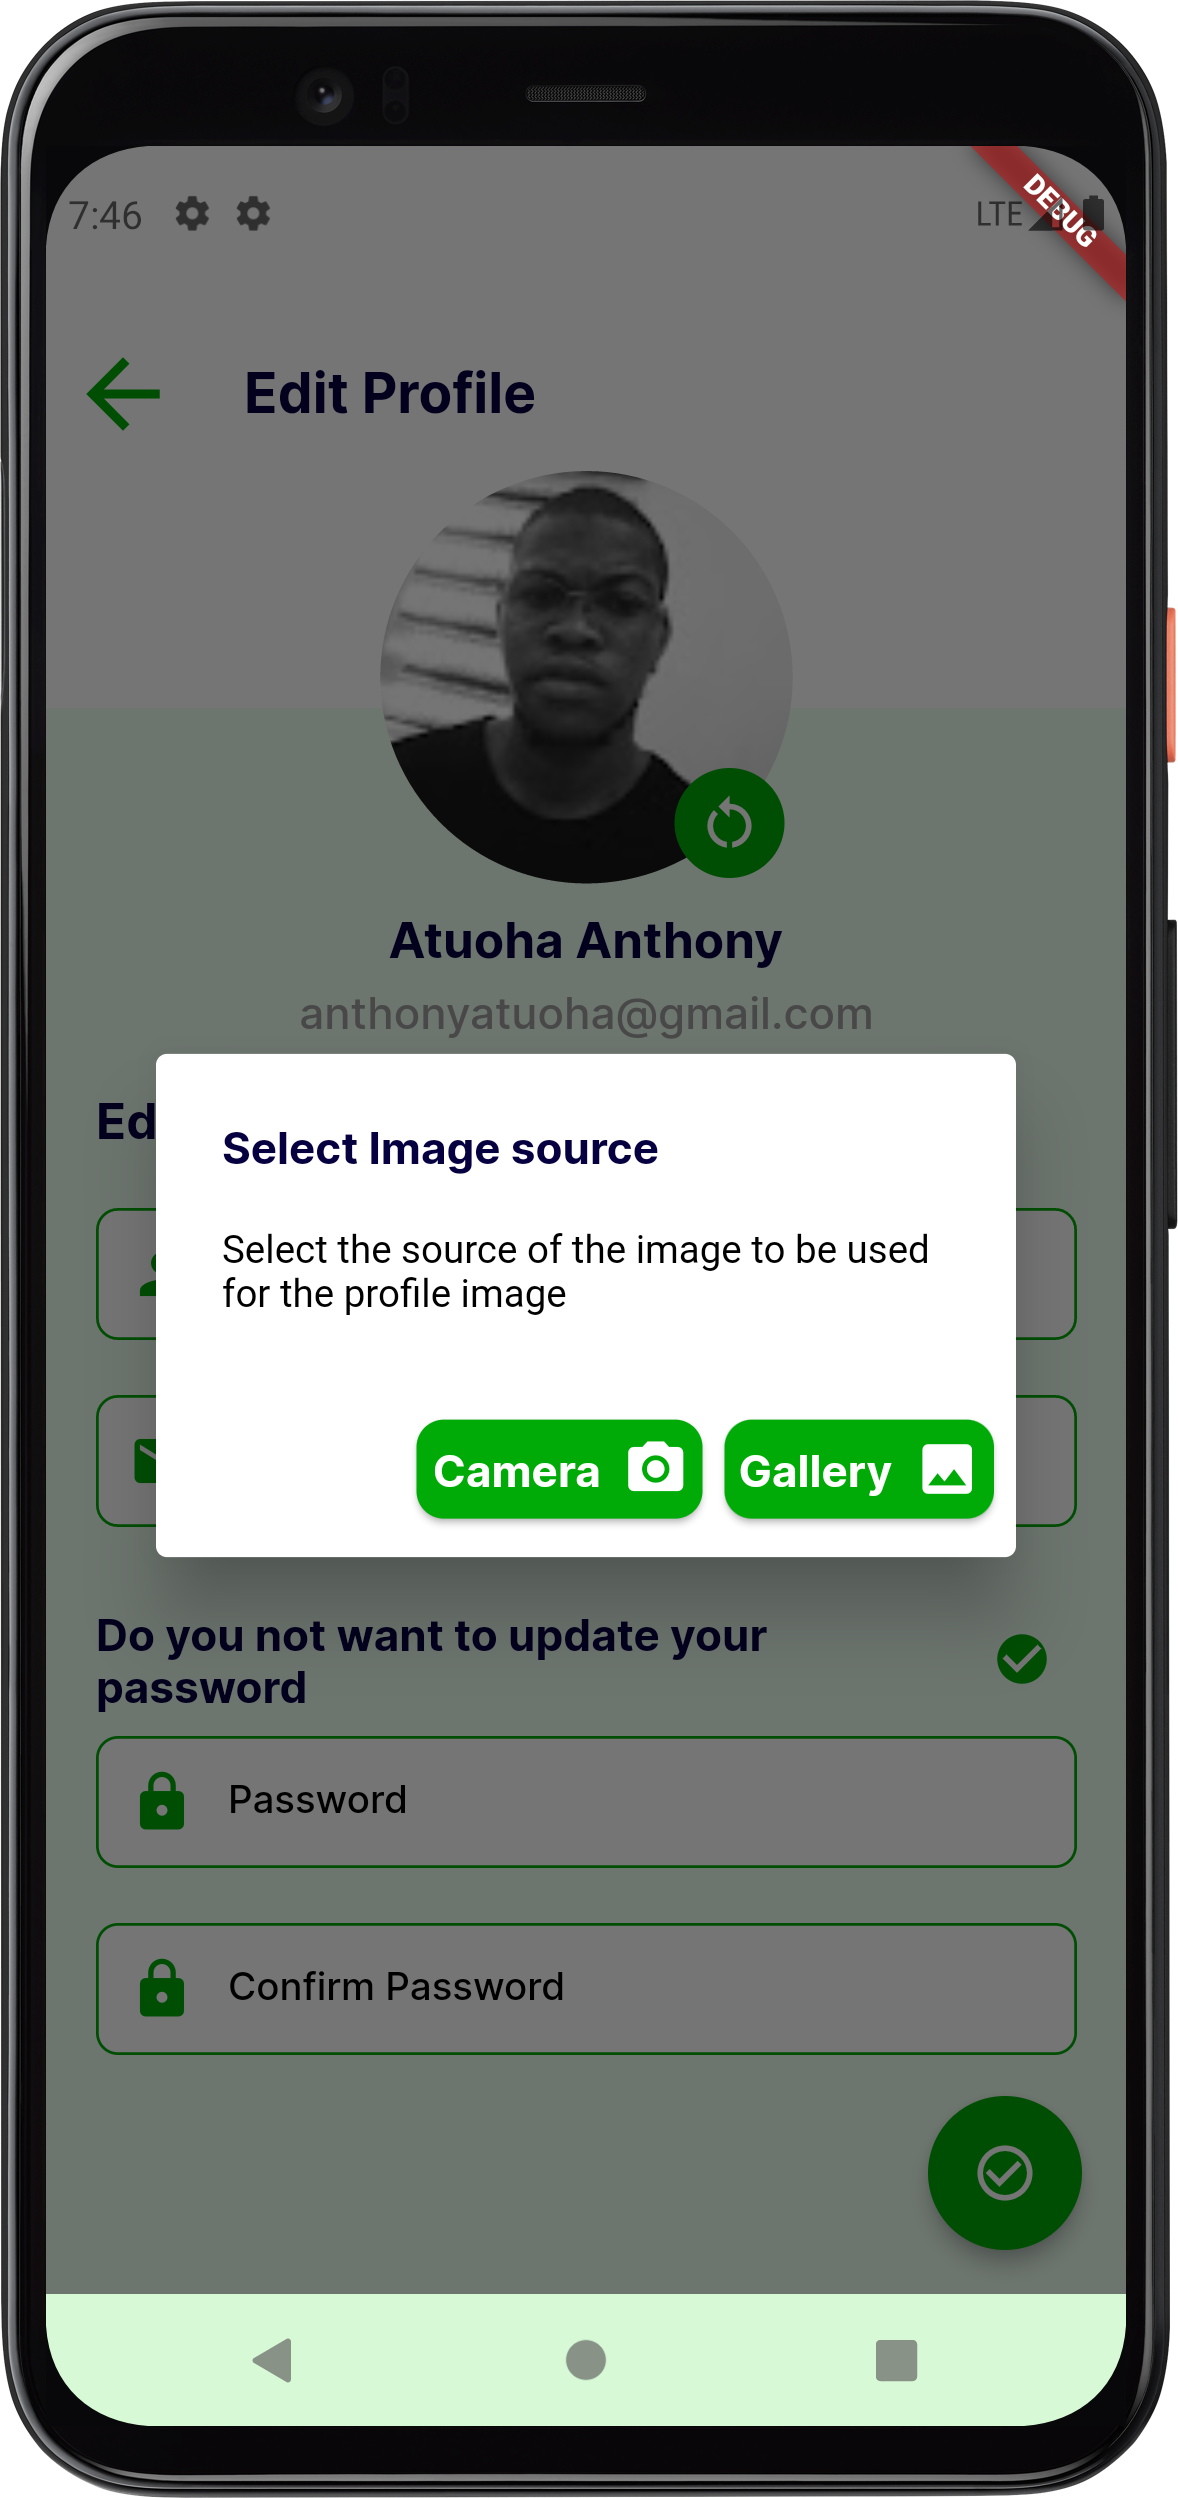 7:46
LTE
DEBUG
Edit Profile
Atuoha Anthony
anthonyatuoha@gmail.com
Ed
Select Image source
Select the source of the image to be used
for the profile image
Camera
Gallery
Do you not want to update your
password
Password
Confirm Password